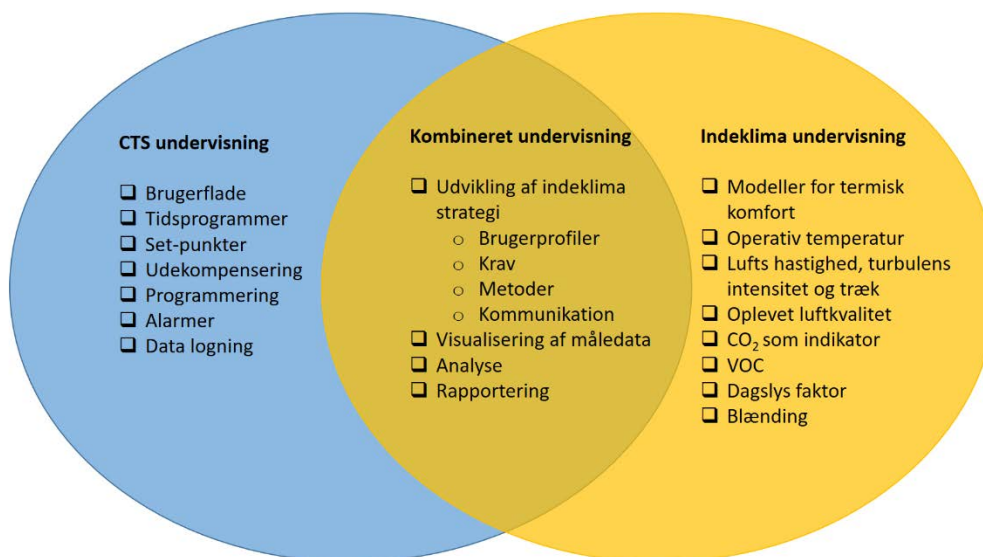 CTS undervisning
❑ Brugerflade
❑ Tidsprogrammer
❑ Set-punkter
❑ Udekompensering
❑ Programmering
❑ Alarmer
❑ Data logning
Kombineret undervisning
❑ Udvikling af indeklima
strategi
o Brugerprofiler
o Krav
o Metoder
o Kommunikation
❑ Visualisering af måledata
❑ Analyse
❑ Rapportering
Indeklima undervisning
❑ Modeller for termisk
komfort
❑ Operativ temperatur
❑ Lufts hastighed, turbulens
intensitet og træk
❑ Oplevet luftkvalitet
❑ CO₂ som indikator
❑ VOC
❑ Dagslys faktor
❑ Blænding